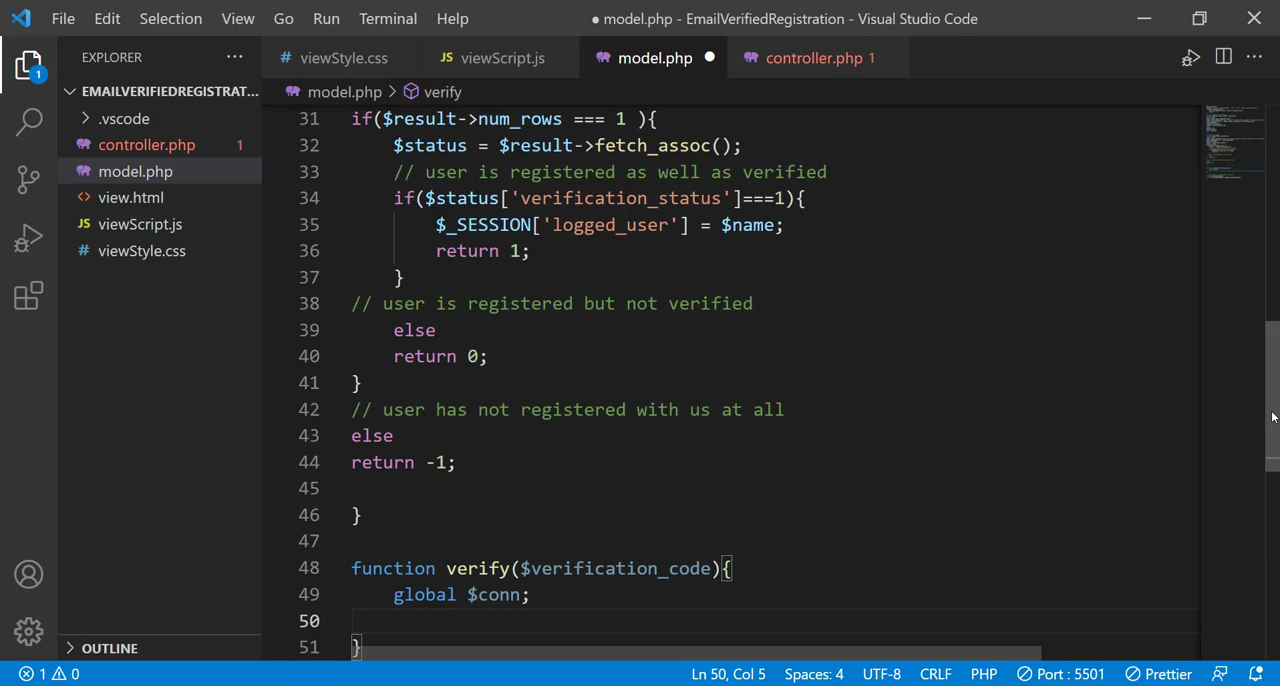 File Edit Selection View Go Run Terminal Help
● model.php - EmailVerifiedRegistration - Visual Studio Code
EXPLORER ...
# viewStyle.css
JS viewScript.js
model.php ●
controller.php 1
EMAILVERIFIEDREGISTRAT...
model.php > verify
> .vscode
controller.php 1
model.php
<> view.html
JS viewScript.js
# viewStyle.css
1
31 if($result->num_rows === 1 ){
32 $status = $result->fetch_assoc();
33 // user is registered as well as verified
34 if($status['verification_status']===1){
35 $_SESSION['logged_user'] = $name;
36 return 1;
37 }
38 // user is registered but not verified
39 else
40 return 0;
41 }
42 // user has not registered with us at all
43 else
44 return -1;
45
46 }
47
48 function verify($verification_code){
49 global $conn;
50
51 }
> OUTLINE
1 0
Ln 50, Col 5 Spaces: 4 UTF-8 CRLF PHP Port : 5501 Prettier